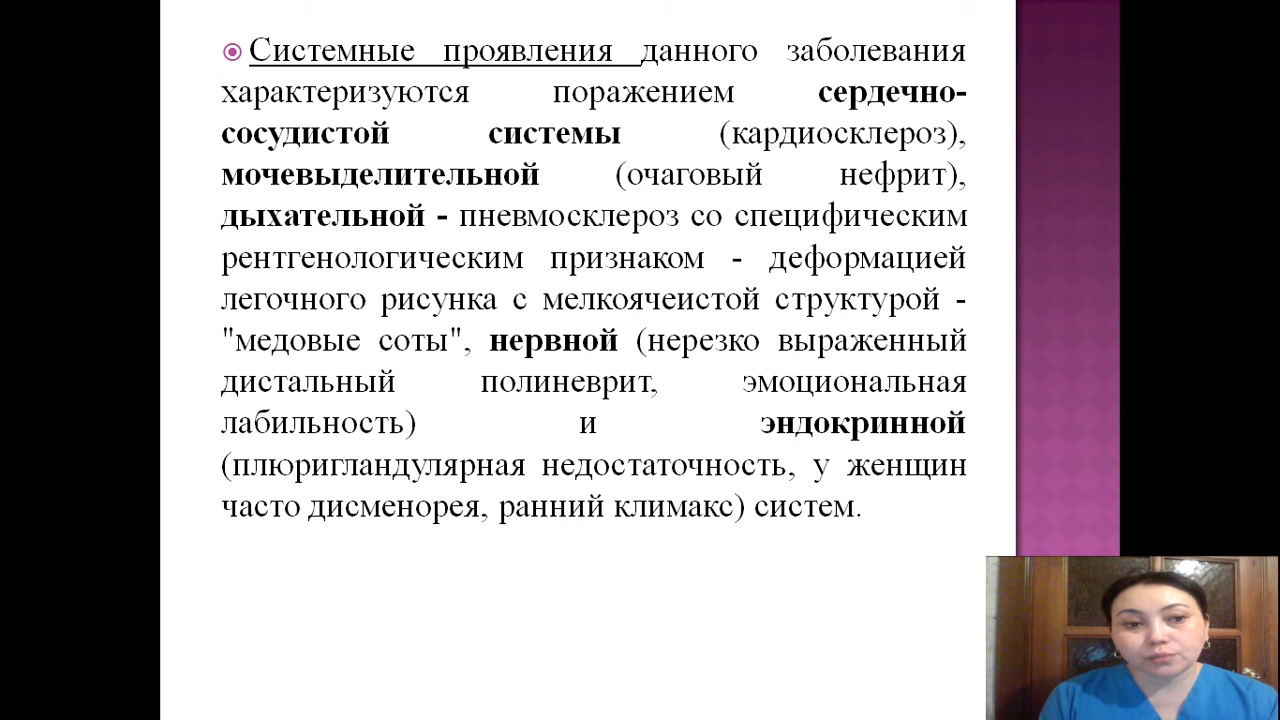 Системные проявления данного заболевания
характеризуются поражением сердечно-
сосудистой системы (кардиосклероз),
мочевыделительной (очаговый нефрит),
дыхательной - пневмосклероз со специфическим
рентгенологическим признаком - деформацией
легочного рисунка с мелкоячеистой структурой -
"медовые соты", нервной (нерезко выраженный
дистальный полиневрит, эмоциональная
лабильность) и эндокринной
(плюригландулярная недостаточность, у женщин
часто дисменорея, ранний климакс) систем.